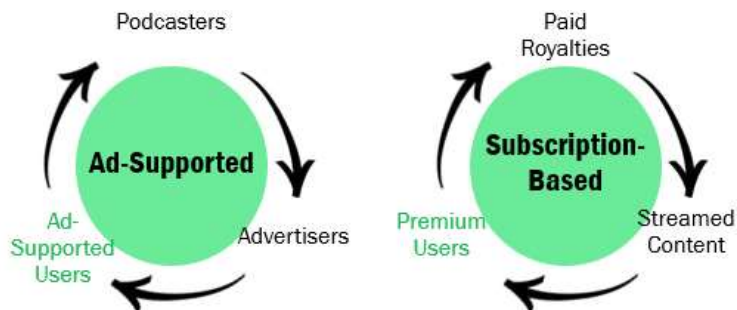 Podcasters
Ad-Supported
Ad-
Supported
Users
Advertisers
Paid
Royalties
Subscription-
Based
Premium
Users
Streamed
Content